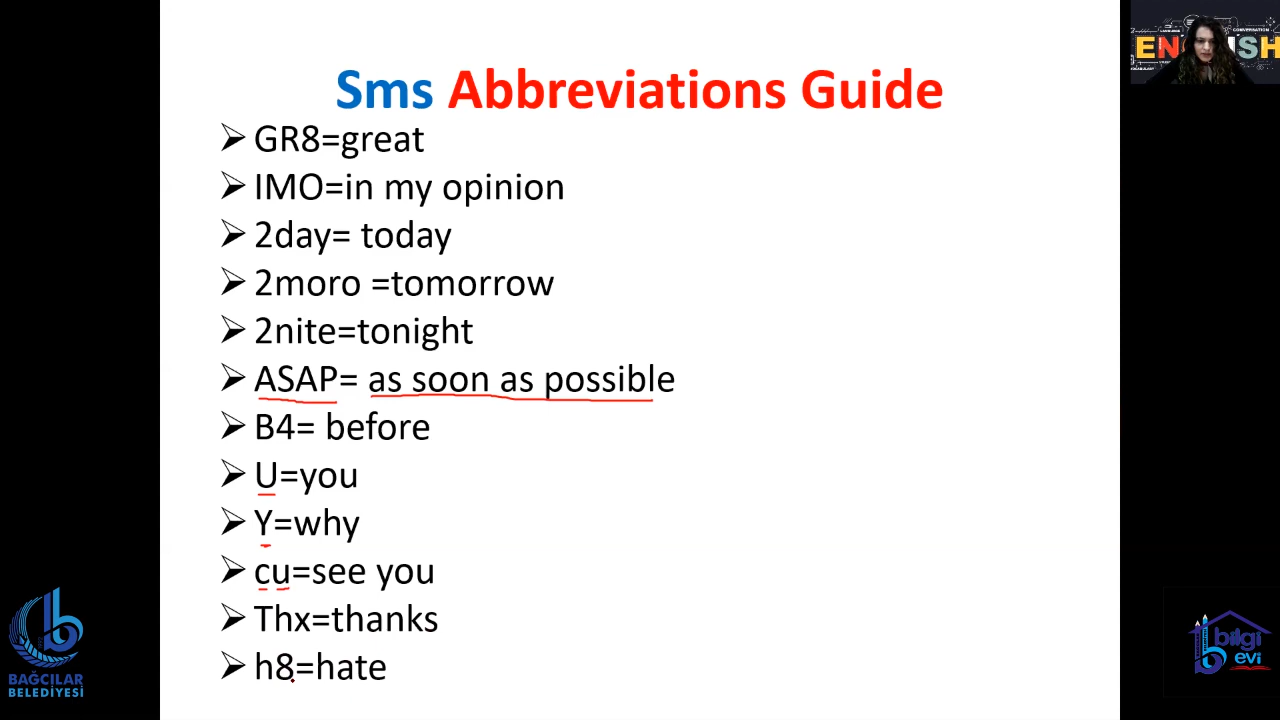 Sms Abbreviations Guide
GR8=great
IMO=in my opinion
2day= today
2moro =tomorrow
2nite=tonight
ASAP= as soon as possible
B4= before
U=you
Y=why
cu=see you
Thx=thanks
h8=hate
CONVERSATION
BAĞCILAR
BELEDİYESİ
bilgi
evi